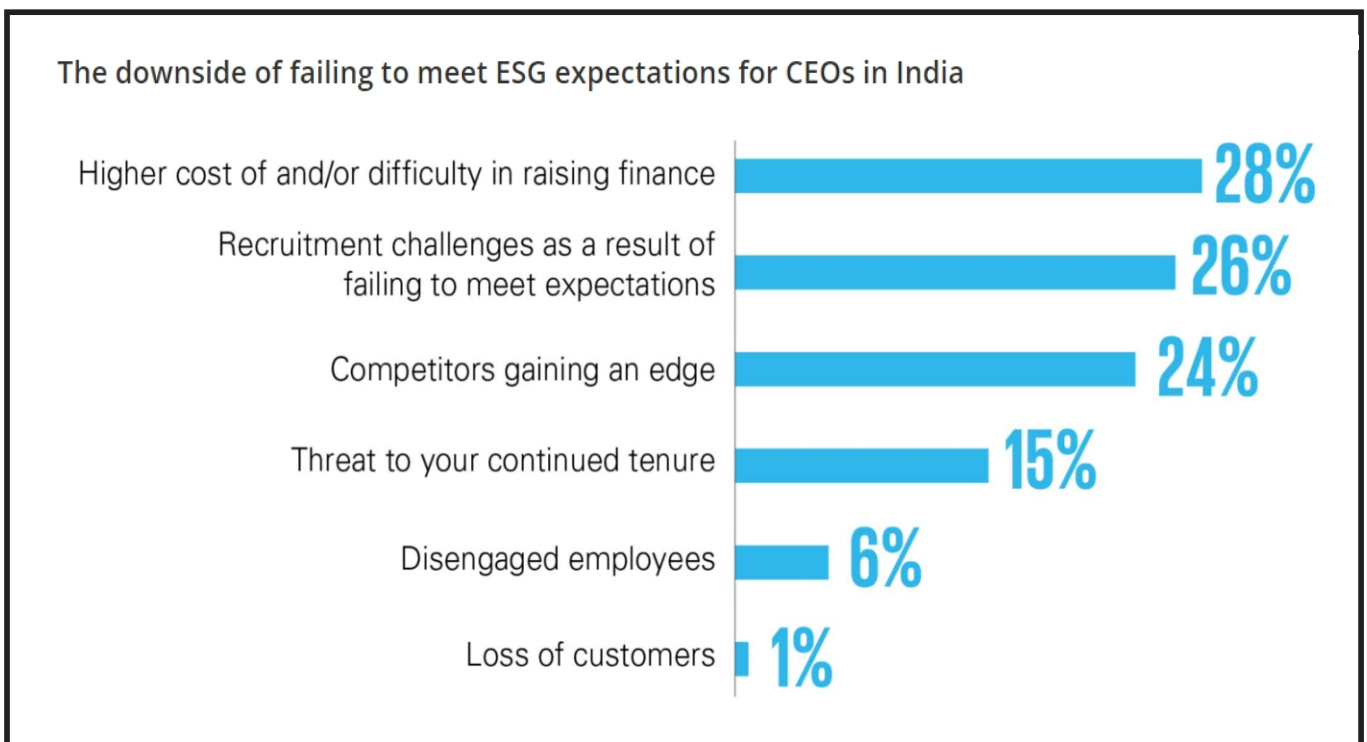 The downside of failing to meet ESG expectations for CEOs in India
Higher cost of and/or difficulty in raising finance
28%
Recruitment challenges as a result of
failing to meet expectations
26%
Competitors gaining an edge
24%
Threat to your continued tenure
15%
Disengaged employees
6%
Loss of customers
1%